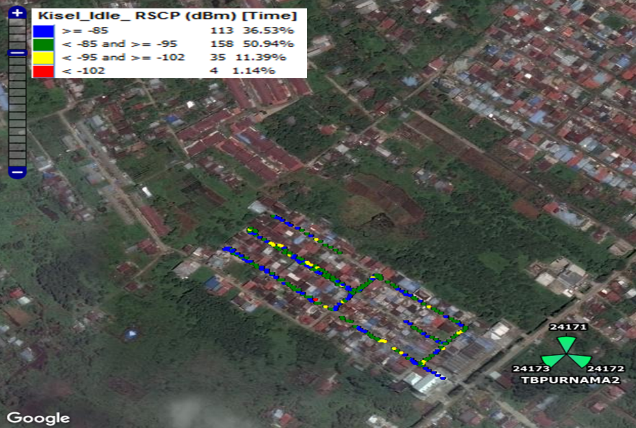 Kisel_Idle_ RSCP (dBm) [Time]
>= -85 113 36.53%
< -85 and >= -95 158 50.94%
< -95 and >= -102 35 11.39%
< -102 4 1.14%
24171
24173 24172
TBPURNAMA2
Google